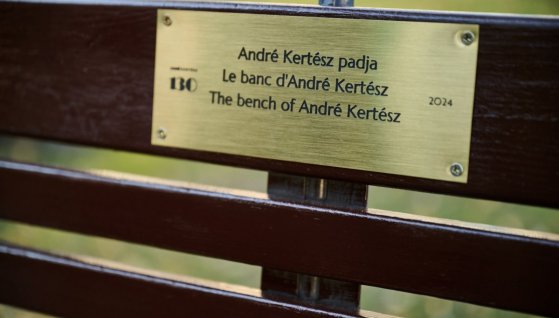 André Kertész padja
Le banc d'André Kertész
The bench of André Kertész
130
2024